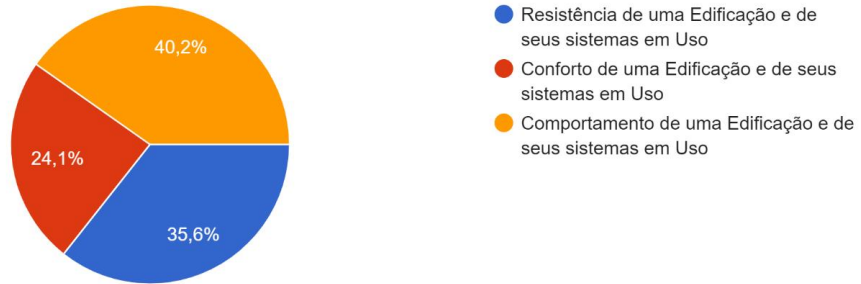 40,2%
24,1%
35,6%
Resistência de uma Edificação e de
seus sistemas em Uso
Conforto de uma Edificação e de seus
sistemas em Uso
Comportamento de uma Edificação e de
seus sistemas em Uso